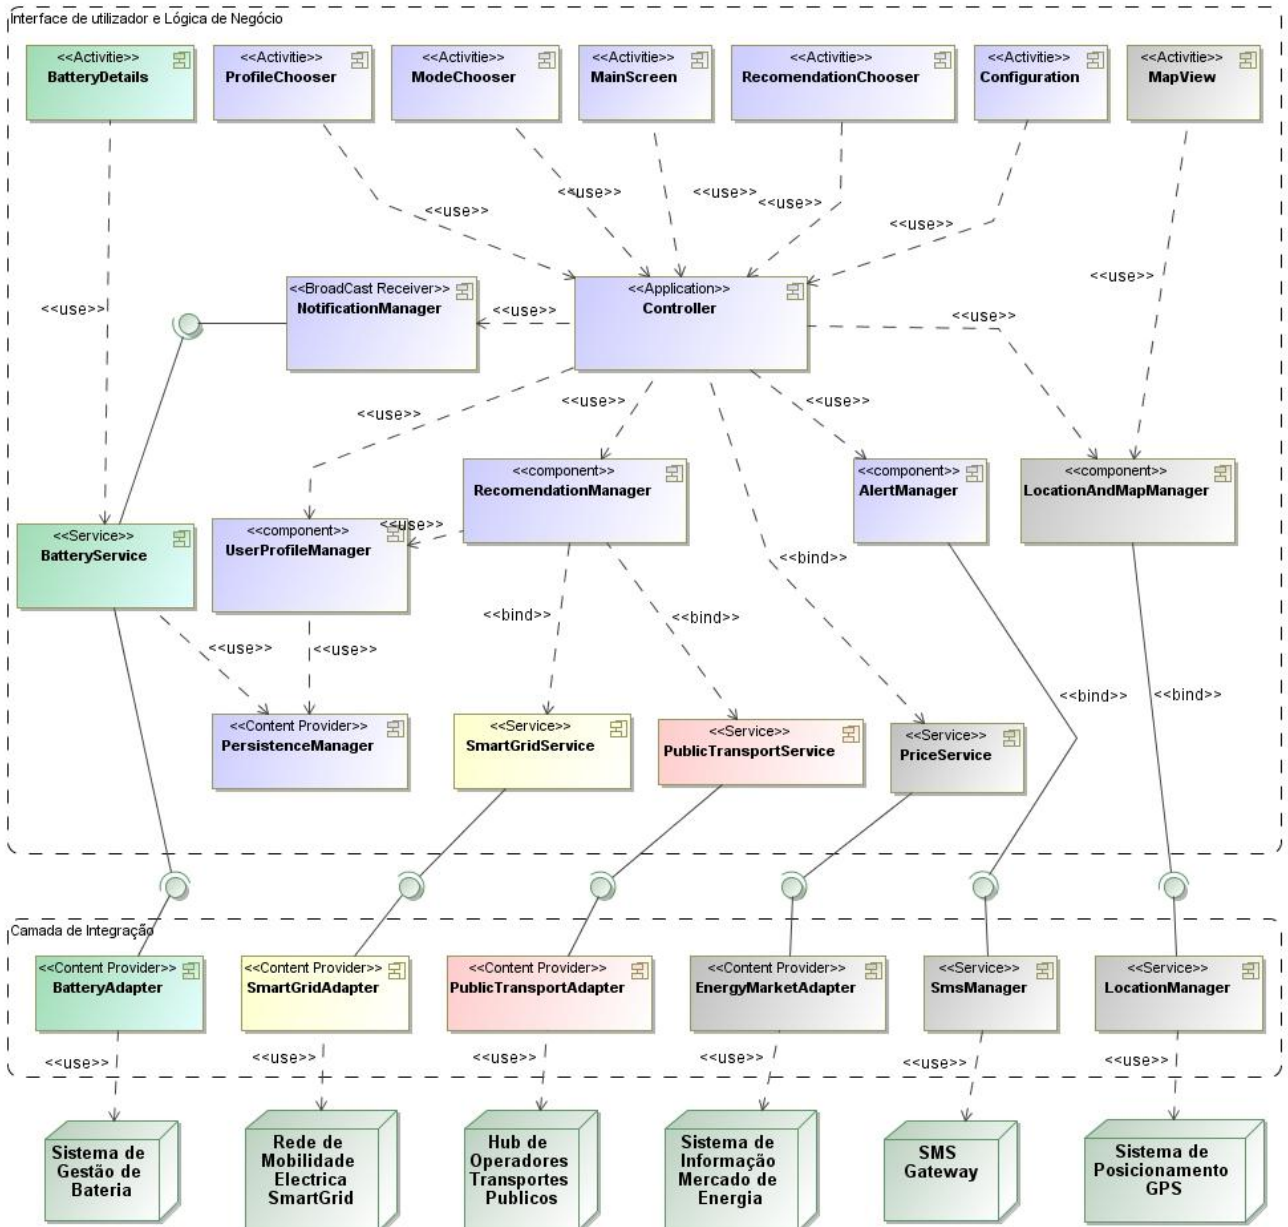 Interface de utilizador e Lógica de Negócio
<<Activitie>>
BatteryDetails
<<Activitie>>
ProfileChooser
<<Activitie>>
ModeChooser
<<Activitie>>
MainScreen
<<Activitie>>
RecomendationChooser
<<Activitie>>
Configuration
<<Activitie>>
MapView
<<use>>
<<use>>
<<use>>
<<use>>
<<use>>
<<use>>
<<use>>
<<BroadCast Receiver>>
NotificationManager
<<Application>>
Controller
<<use>>
<<use>>
<<use>>
<<use>>
<<use>>
<<use>>
<<component>>
RecomendationManager
<<component>>
AlertManager
<<component>>
LocationAndMapManager
<<Service>>
BatteryService
<<component>>
UserProfileManager
<<use>>
<<bind>>
<<bind>>
<<bind>>
<<use>>
<<use>>
<<bind>>
<<bind>>
<<Content Provider>>
PersistenceManager
<<Service>>
SmartGridService
<<Service>>
PublicTransportService
<<Service>>
PriceService
Camada de Integração
<<Content Provider>>
BatteryAdapter
<<Content Provider>>
SmartGridAdapter
<<Content Provider>>
PublicTransportAdapter
<<Content Provider>>
EnergyMarketAdapter
<<Service>>
SmsManager
<<Service>>
LocationManager
<<use>>
<<use>>
<<use>>
<<use>>
<<use>>
<<use>>
Sistema de
Gestão de
Bateria
Rede de
Mobilidade
Electrica
SmartGrid
Hub de
Operadores
Transportes
Publicos
Sistema de
Informação
Mercado de
Energia
SMS
Gateway
Sistema de
Posicionamento
GPS